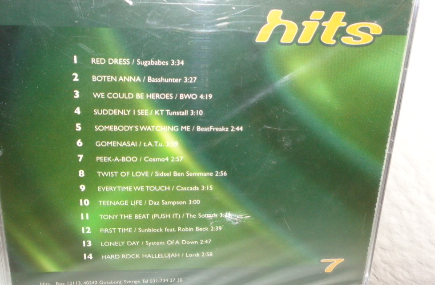 hits
1 RED DRESS / Sugababes 3:34
2 BOTEN ANNA / Basshunter 3:27
3 WE COULD BE HEROES / BWO 4:19
4 SUDDENLY I SEE / KT Tunstall 3:10
5 SOMEBODY'S WATCHING ME / BeatFreakz 2:44
6 GOMENASAI / t.A.T.u.
7 PEEK-A-BOO / Cosmo4 2:57
8 TWIST OF LOVE / Sidsel Ben Semmane 2:56
9 EVERYTIME WE TOUCH / Cascada 3:15
10 TEENAGE LIFE / Daz Sampson 3:00
11 TONY THE BEAT (PUSH IT) / The Sounds
12 FIRST TIME / Sunblock feat. Robin Beck 2:39
13 LONELY DAY / System Of A Down 2:47
14 HARD ROCK HALLELUJAH / Lordi 2:58
7